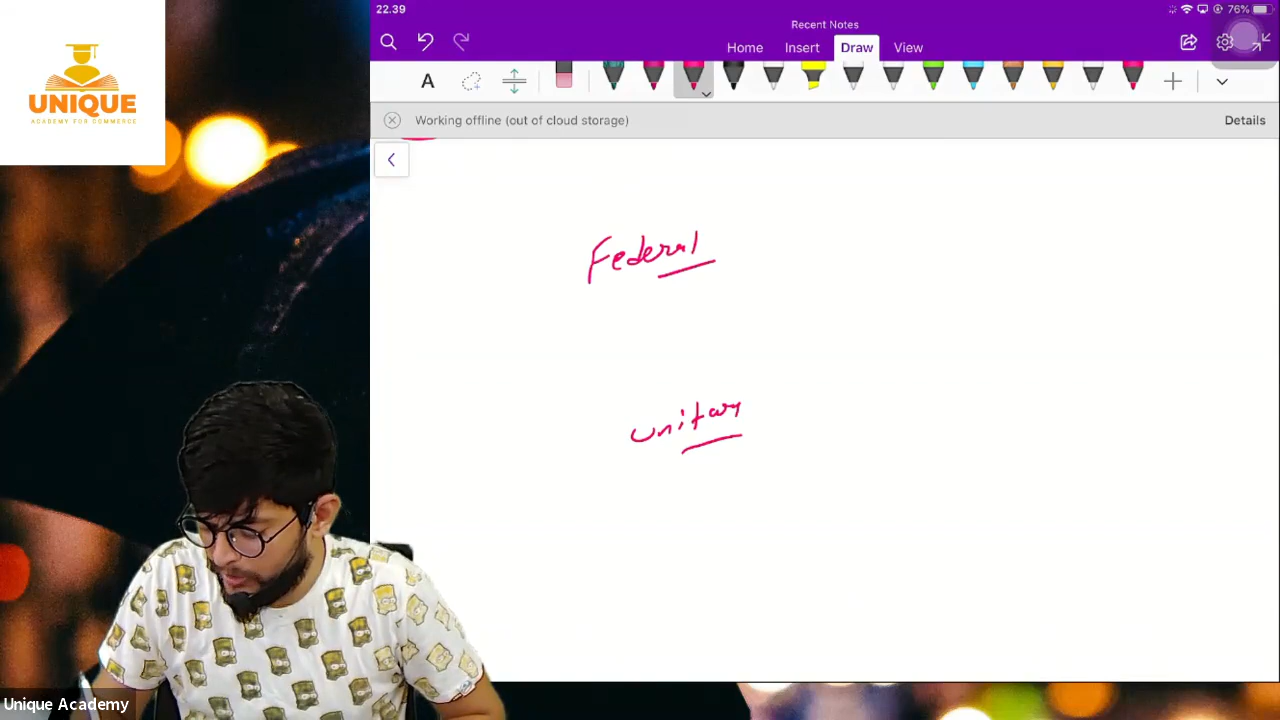 UNIQUE
ACADEMY FOR COMMERCE
22.39
76%
Recent Notes
Home Insert Draw View
A
Working offline (out of cloud storage)
Details
Federal
unitary
Unique Academy